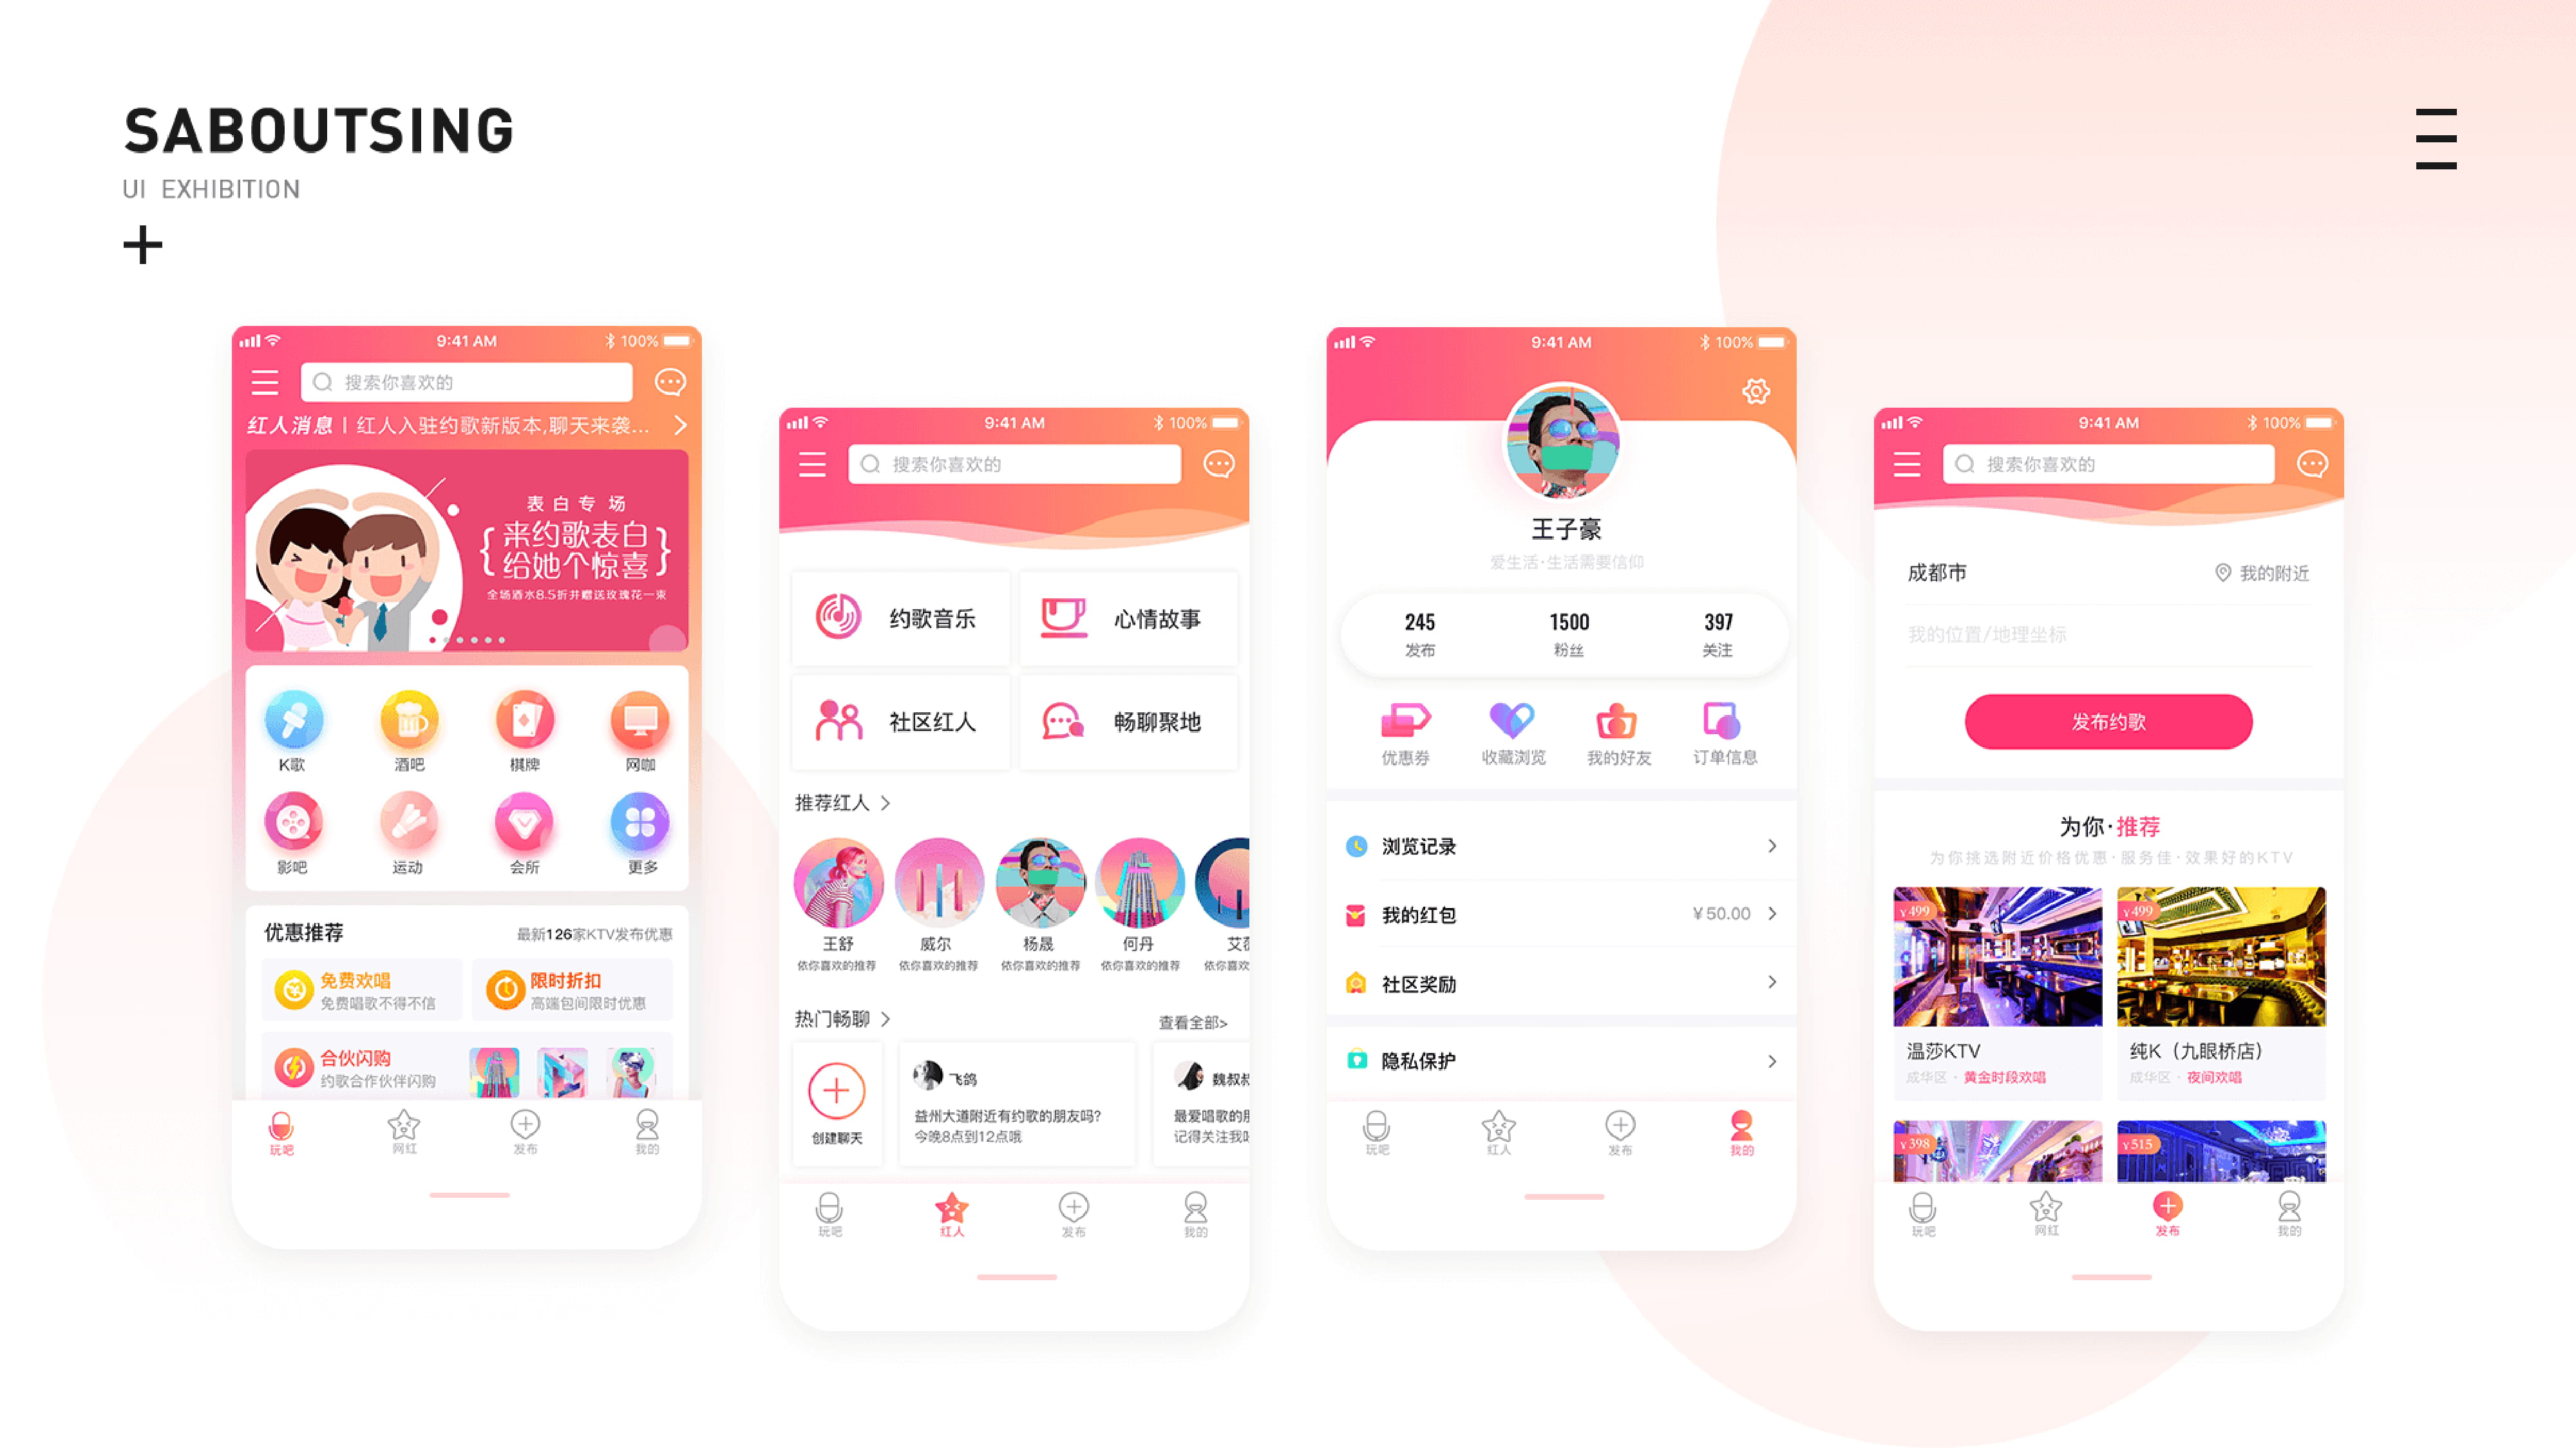 SABOUTSING
UI EXHIBITION
9:41 AM
100%
搜索你喜欢的
红人消息 | 红人入驻约歌新版本,聊天来袭...
表白专场
来约歌表白
给她个惊喜
全场酒水8.5折并赠送玫瑰花一束
K歌
酒吧
棋牌
网咖
影吧
运动
会所
更多
优惠推荐
最新126家KTV发布优惠
免费欢唱
免费唱歌不得不信
限时折扣
高端包间限时优惠
合伙闪购
约歌合作伙伴闪购
玩吧
网红
发布
我的
9:41 AM
100%
搜索你喜欢的
约歌音乐
心情故事
社区红人
畅聊聚地
推荐红人 >
王舒
威尔
杨晟
何丹
依你喜欢的推荐
依你喜欢的推荐
依你喜欢的推荐
依你喜欢的推荐
依你喜欢
热门畅聊 >
查看全部>
创建聊天
飞鸽
益州大道附近有约歌的朋友吗?
今晚8点到12点哦
魏叔叔
最爱唱歌的
记得关注我
玩吧
红人
发布
我的
9:41 AM
100%
王子豪
爱生活·生活需要信仰
245
1500
397
发布
粉丝
关注
优惠券
收藏浏览
我的好友
订单信息
浏览记录
我的红包
¥50.00
社区奖励
隐私保护
玩吧
红人
发布
我的
9:41 AM
100%
搜索你喜欢的
成都市
我的附近
我的位置/地理坐标
发布约歌
为你·推荐
为你挑选附近价格优惠·服务佳·效果好的KTV
¥499
¥499
温莎KTV
成华区 · 黄金时段欢唱
纯K（九眼桥店）
成华区 · 夜间欢唱
¥398
¥515
玩吧
网红
发布
我的